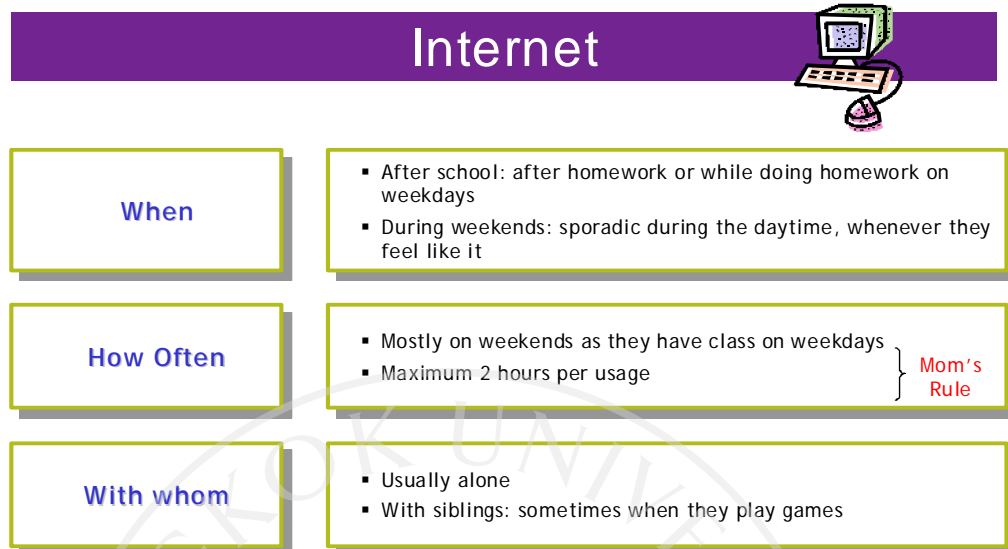 Internet
When
▪ After school: after homework or while doing homework on
weekdays
▪ During weekends: sporadic during the daytime, whenever they
feel like it
How Often
▪ Mostly on weekends as they have class on weekdays
▪ Maximum 2 hours per usage
Mom's
Rule
With whom
▪ Usually alone
▪ With siblings: sometimes when they play games